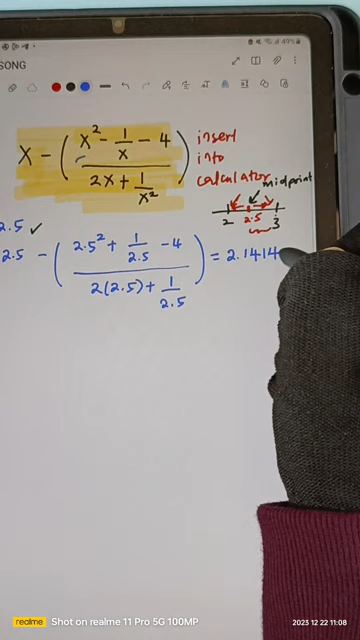 SONG
49%
x - ( (x² - 1/x - 4) / (2x + 1/x²) )
insert
into
calculator
midpoint
2 2.5 3
2.5 ✓
2.5 - ( (2.5² + 1/2.5 - 4) / (2(2.5) + 1/2.5) ) = 2.1414
realme Shot on realme 11 Pro 5G 100MP
2023 12 22 11:08